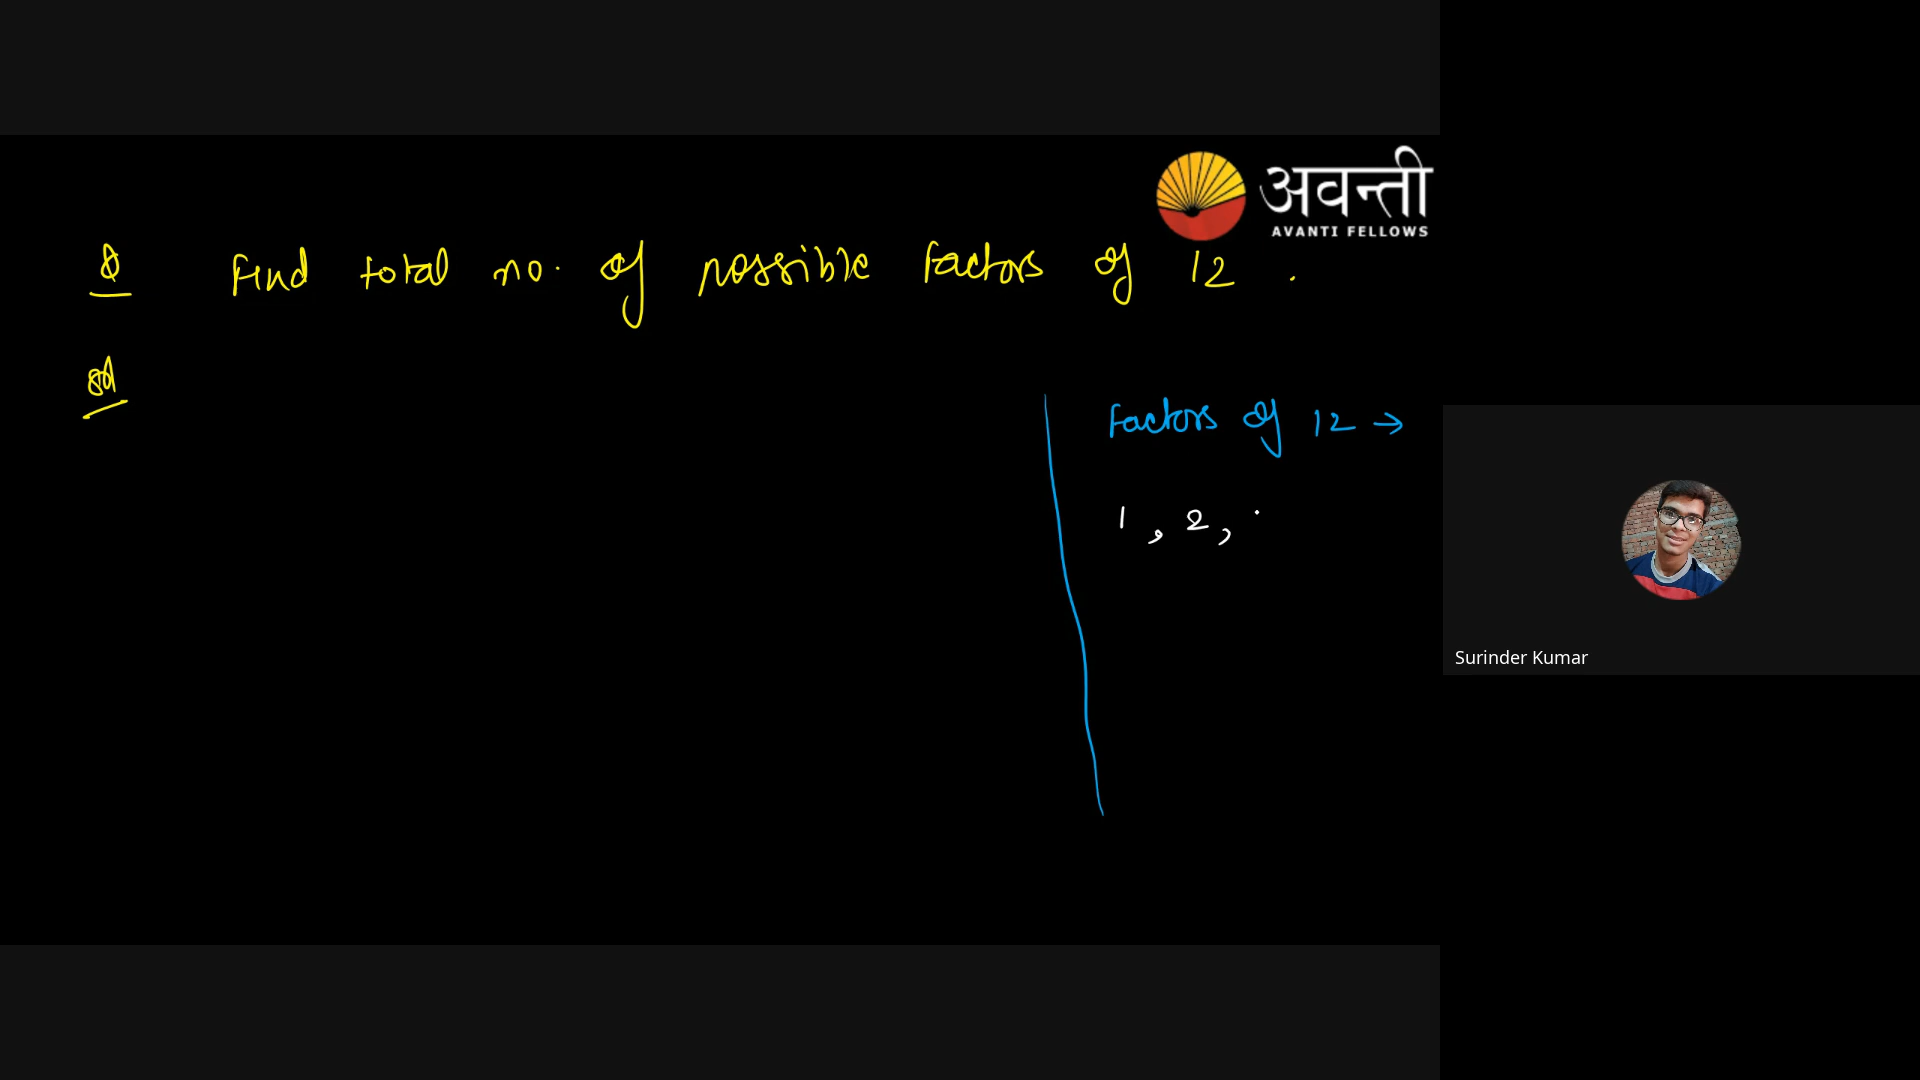 अवन्ती
AVANTI FELLOWS
Q Find total no. of possible factors of 12 .
Sol
Factors of 12 →
1 , 2 , .
Surinder Kumar